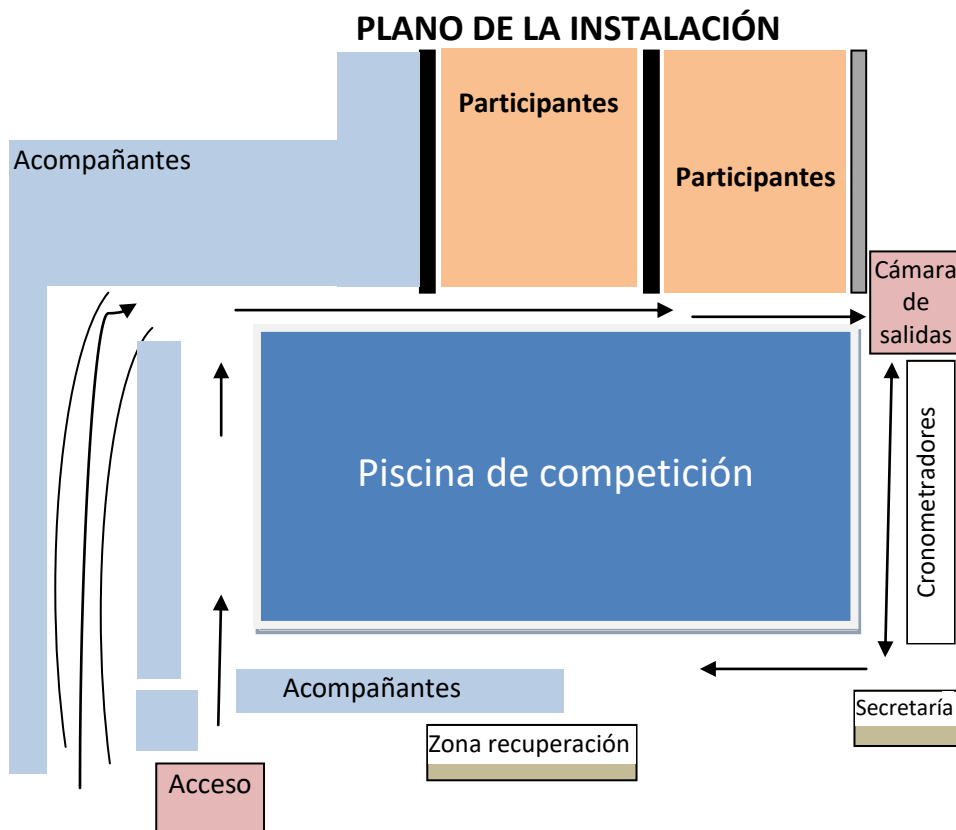 PLANO DE LA INSTALACIÓN
Participantes
Acompañantes
Participantes
Cámara
de
salidas
Piscina de competición
Cronometradores
Acompañantes
Secretaría
Zona recuperación
Acceso